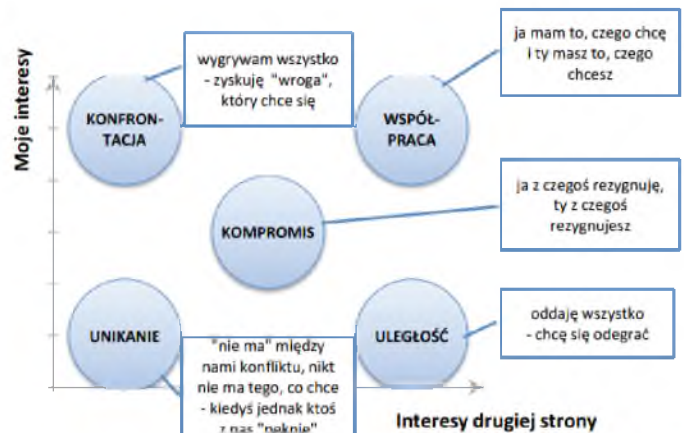 Moje interesy
wygrywam wszystko
- zyskuję "wroga",
który chce się
ja mam to, czego chcę
i ty masz to, czego
chcesz
KONFRON-
TACJA
WSPÓŁ-
PRACA
KOMPROMIS
ja z czegoś rezygnuję,
ty z czegoś
rezygnujesz
UNIKANIE
"nie ma" między
nami konfliktu, nikt
nie ma tego, co chce
- kiedyś jednak ktoś
z nas "pęknie"
ULEGŁOŚĆ
oddaję wszystko
- chcę się odegrać
Interesy drugiej strony